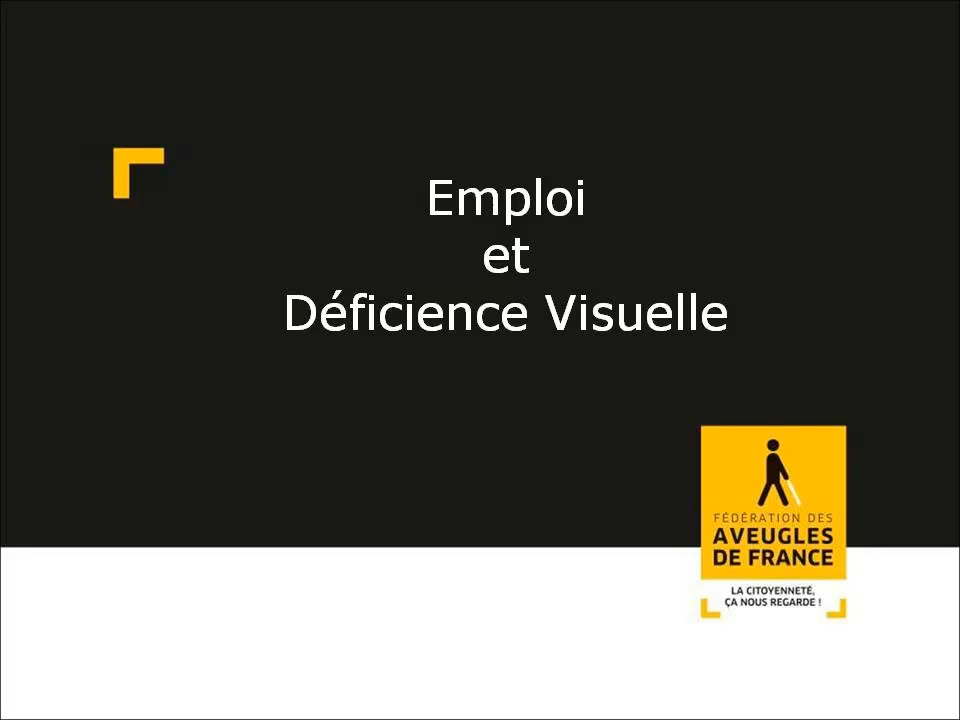 Emploi
et
Déficience Visuelle
FÉDÉRATION DES
AVEUGLES
DE FRANCE
LA CITOYENNETÉ,
ÇA NOUS REGARDE !